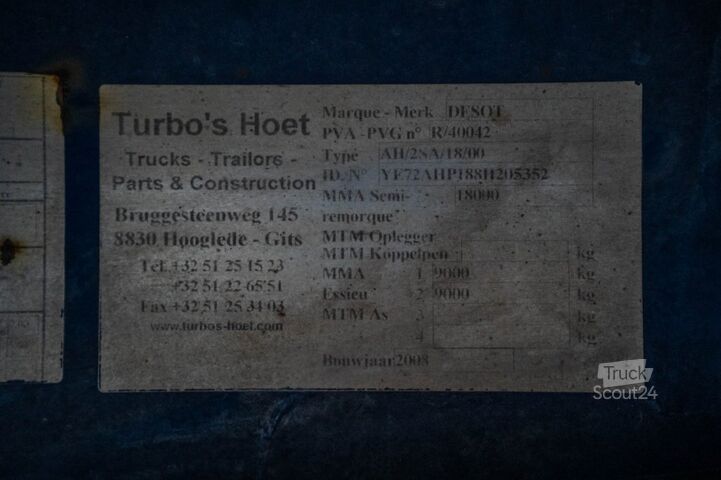 Turbo's Hoet
Trucks - Trailors -
Parts & Construction
Bruggesteenweg 145
8830 Hooglede - Gits
Tel. +32 51 25 15 23
+32 51 22 65 51
Fax +32 51 25 34 03
www.turbos-hoet.com
Marque - Merk DESOT
PVA - PVG n° R/40042
Type AH/2SA/18/00
ID. N° YE72AHP188H205352
MMA Semi- 18000
remorque
MTM Oplegger
MTM Koppelpen kg
MMA 1 9000 kg
Essieu 2 9000 kg
MTM As 3 kg
4 kg
Bouwjaar 2008
Truck
Scout24